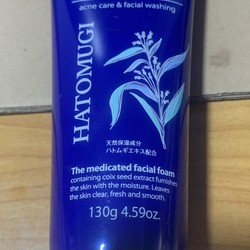 acne care & facial washing
HATOMUGI
天然保湿成分
ハトムギエキス配合
The medicated facial foam
containing coix seed extract furnishes
the skin with the moisture. Leaves
the skin clear, fresh and smooth.
130g 4.59oz.